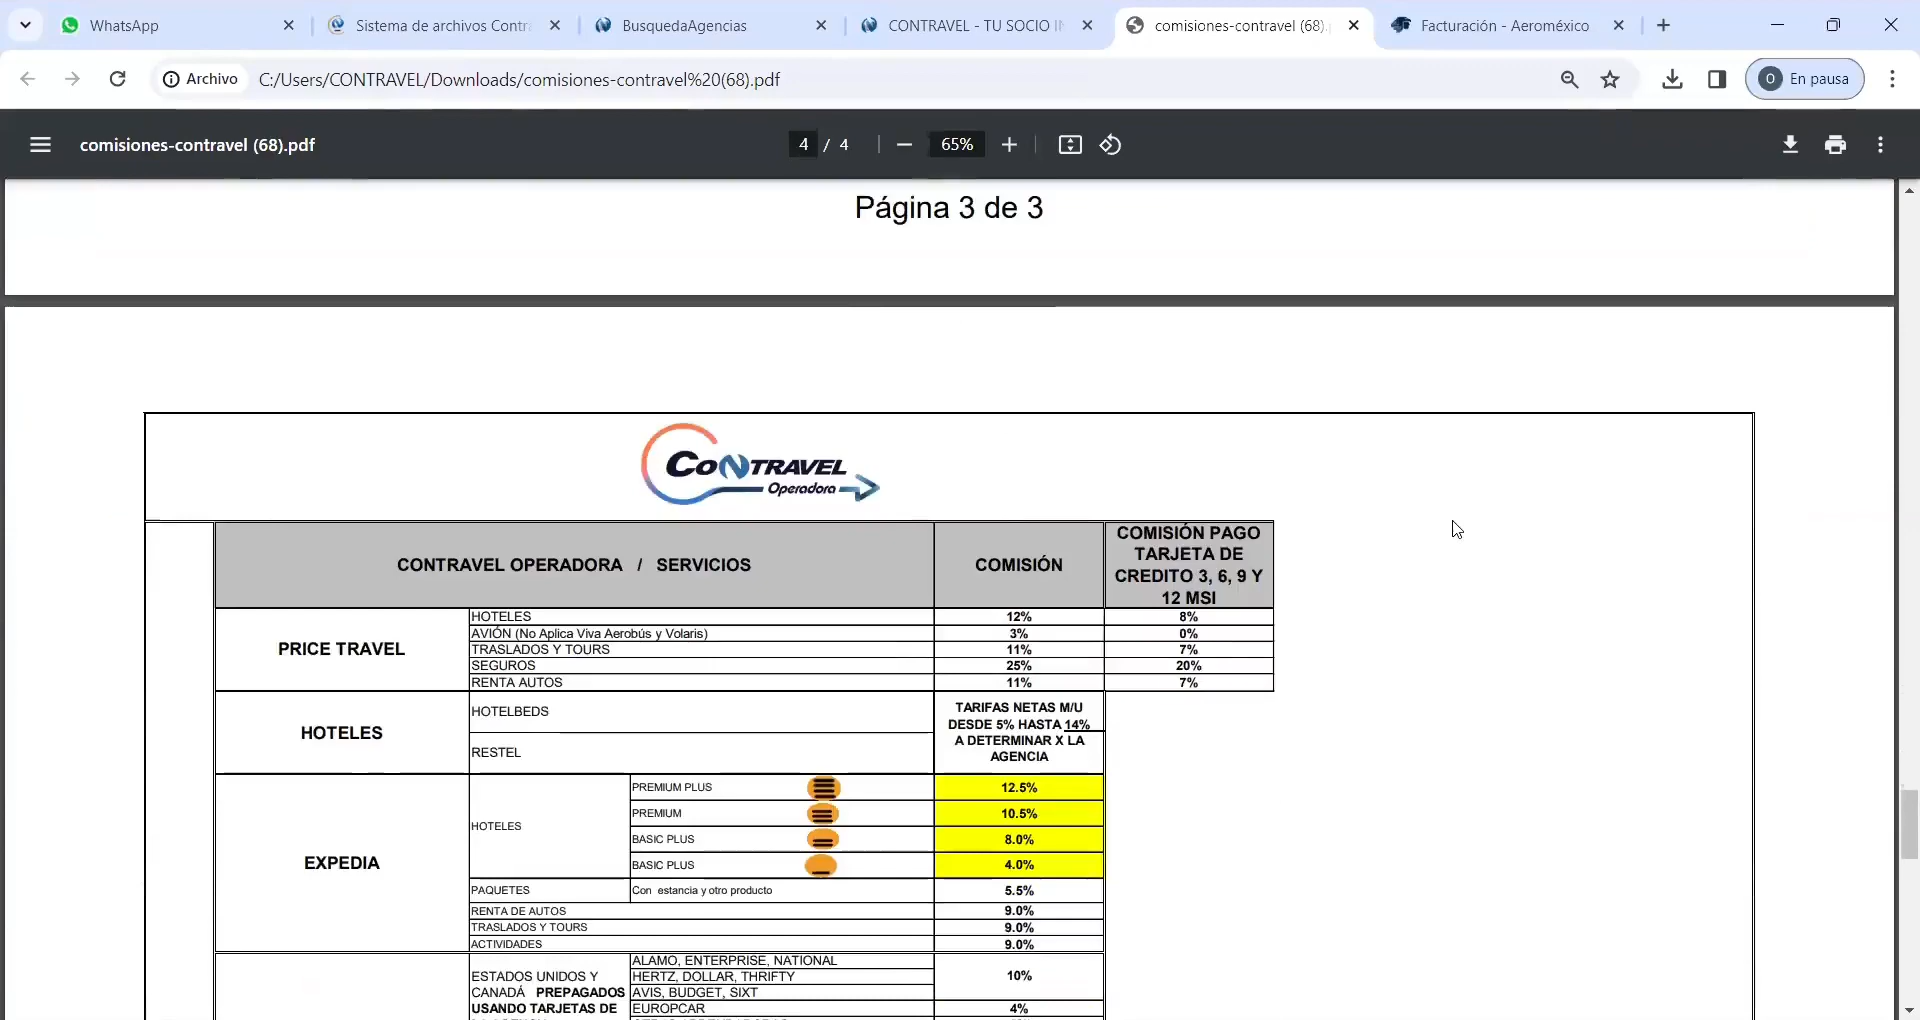 WhatsApp
Sistema de archivos Contr
BusquedaAgencias
CONTRAVEL - TU SOCIO I
comisiones-contravel (68).
Facturación - Aeroméxico
Archivo
C:/Users/CONTRAVEL/Downloads/comisiones-contravel%20(68).pdf
O En pausa
comisiones-contravel (68).pdf
4 / 4
65%
Página 3 de 3
CONTRAVEL
Operadora
CONTRAVEL OPERADORA / SERVICIOS
COMISIÓN
COMISIÓN PAGO
TARJETA DE
CREDITO 3, 6, 9 Y
12 MSI
PRICE TRAVEL
HOTELES 12% 8%
AVIÓN (No Aplica Viva Aerobús y Volaris) 3% 0%
TRASLADOS Y TOURS 11% 7%
SEGUROS 25% 20%
RENTA AUTOS 11% 7%
HOTELES
HOTELBEDS
RESTEL
TARIFAS NETAS M/U
DESDE 5% HASTA 14%
A DETERMINAR X LA
AGENCIA
EXPEDIA
HOTELES
PREMIUM PLUS 12.5%
PREMIUM 10.5%
BASIC PLUS 8.0%
BASIC PLUS 4.0%
PAQUETES Con estancia y otro producto 5.5%
RENTA DE AUTOS 9.0%
TRASLADOS Y TOURS 9.0%
ACTIVIDADES 9.0%
ESTADOS UNIDOS Y
CANADÁ PREPAGADOS
USANDO TARJETAS DE
ALAMO, ENTERPRISE, NATIONAL
HERTZ, DOLLAR, THRIFTY
AVIS, BUDGET, SIXT
10%
EUROPCAR 4%